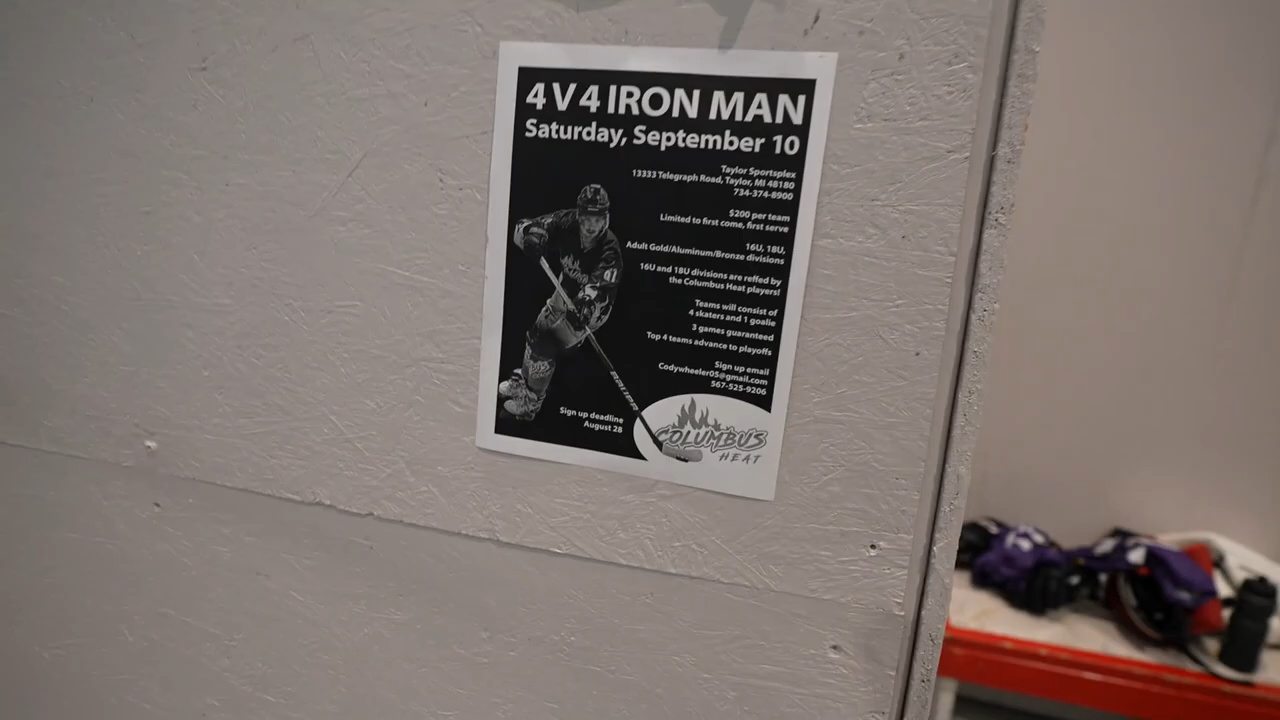 4 V 4 IRON MAN
Saturday, September 10
Taylor Sportsplex
13333 Telegraph Road, Taylor, MI 48180
734-374-8900
$200 per team
Limited to first come, first serve
16U, 18U,
Adult Gold/Aluminum/Bronze divisions
16U and 18U divisions are reffed by
the Columbus Heat players!
Teams will consist of
4 skaters and 1 goalie
3 games guaranteed
Top 4 teams advance to playoffs
Sign up email
Codywheeler05@gmail.com
567-525-9206
Sign up deadline
August 28
97
BAUER
COLUMBUS
HEAT